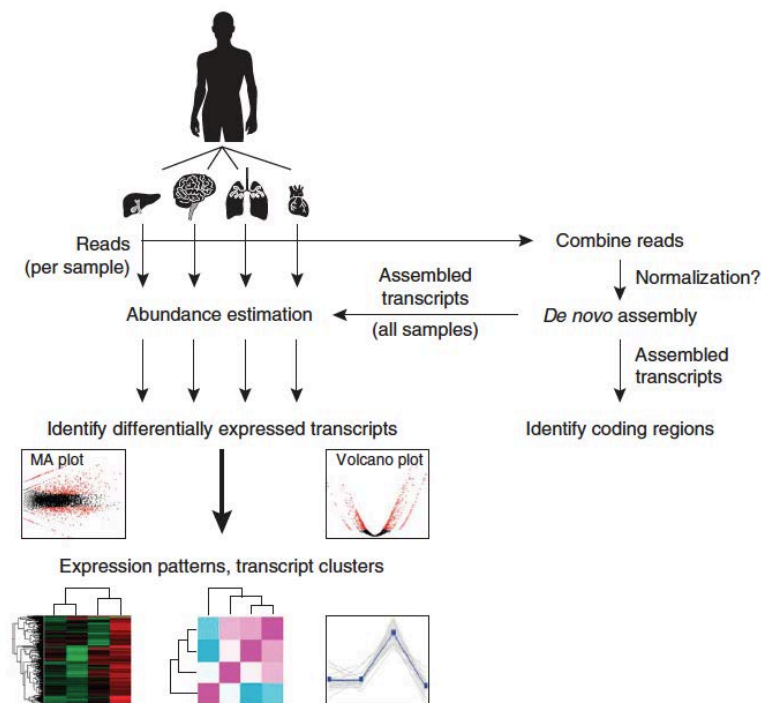 Reads
(per sample)
Combine reads
Normalization?
Assembled
transcripts
(all samples)
Abundance estimation
De novo assembly
Assembled
transcripts
Identify differentially expressed transcripts
Identify coding regions
MA plot
Volcano plot
Expression patterns, transcript clusters